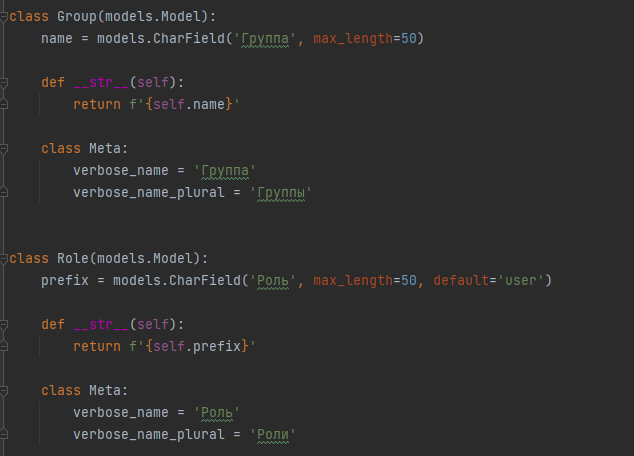 class Group(models.Model):
    name = models.CharField('Группа', max_length=50)
    def __str__(self):
        return f'{self.name}'
    class Meta:
        verbose_name = 'Группа'
        verbose_name_plural = 'Группы'
class Role(models.Model):
    prefix = models.CharField('Роль', max_length=50, default='user')
    def __str__(self):
        return f'{self.prefix}'
    class Meta:
        verbose_name = 'Роль'
        verbose_name_plural = 'Роли'